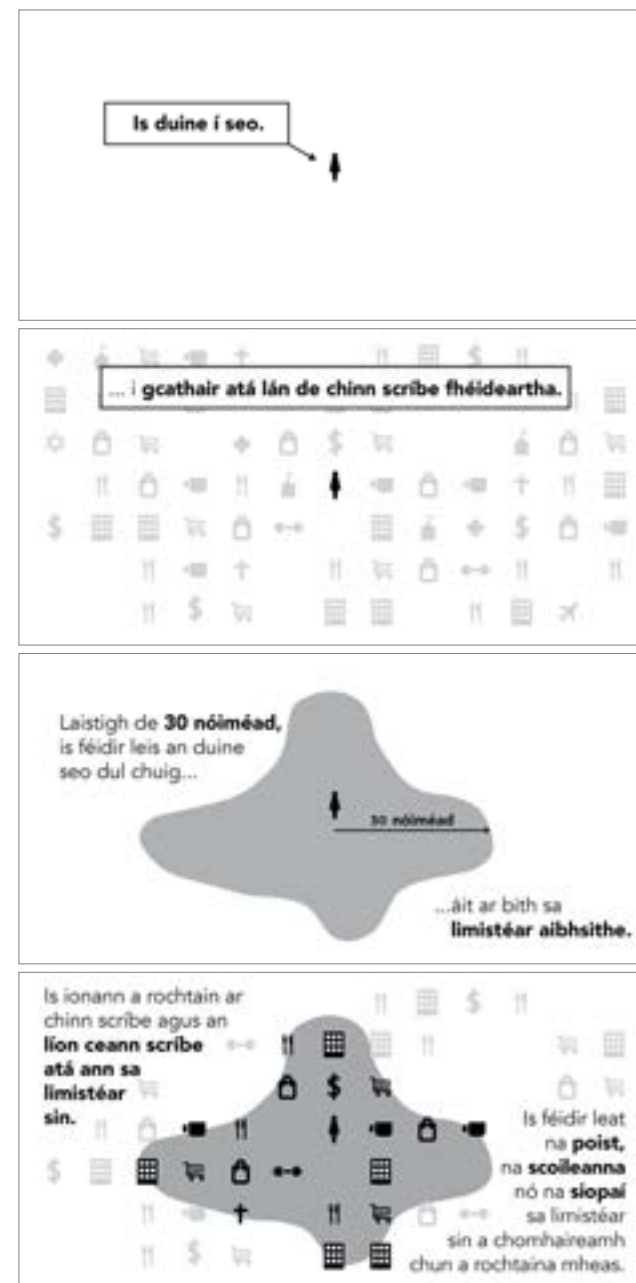 Is duine í seo.
... i gcathair atá lán de chinn scríbe fhéideartha.
Laistigh de 30 nóiméad,
is féidir leis an duine
seo dul chuig...
30 nóiméad
...áit ar bith sa
limistéar aibhsithe.
Is ionann a rochtain ar
chinn scríbe agus an
líon ceann scríbe
atá ann sa
limistéar
sin.
Is féidir leat
na poist,
na scoileanna
nó na siopaí
sa limistéar
sin a chomhaireamh
chun a rochtaina mheas.